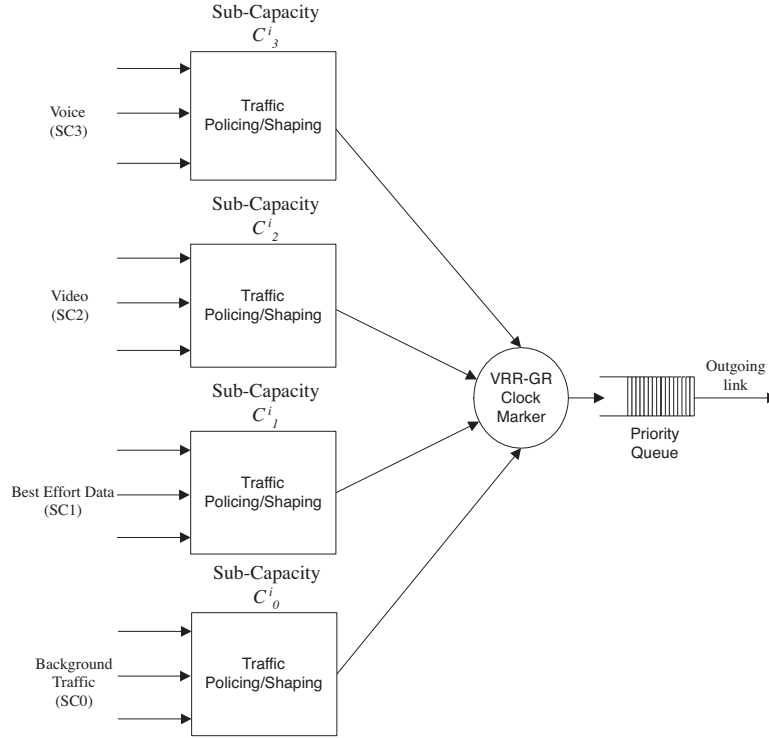 Sub-Capacity
C^i_3
Voice
(SC3)
Traffic
Policing/Shaping
Sub-Capacity
C^i_2
Video
(SC2)
Traffic
Policing/Shaping
VRR-GR
Clock
Marker
Outgoing
link
Priority
Queue
Sub-Capacity
C^i_1
Best Effort Data
(SC1)
Traffic
Policing/Shaping
Sub-Capacity
C^i_0
Background
Traffic
(SC0)
Traffic
Policing/Shaping